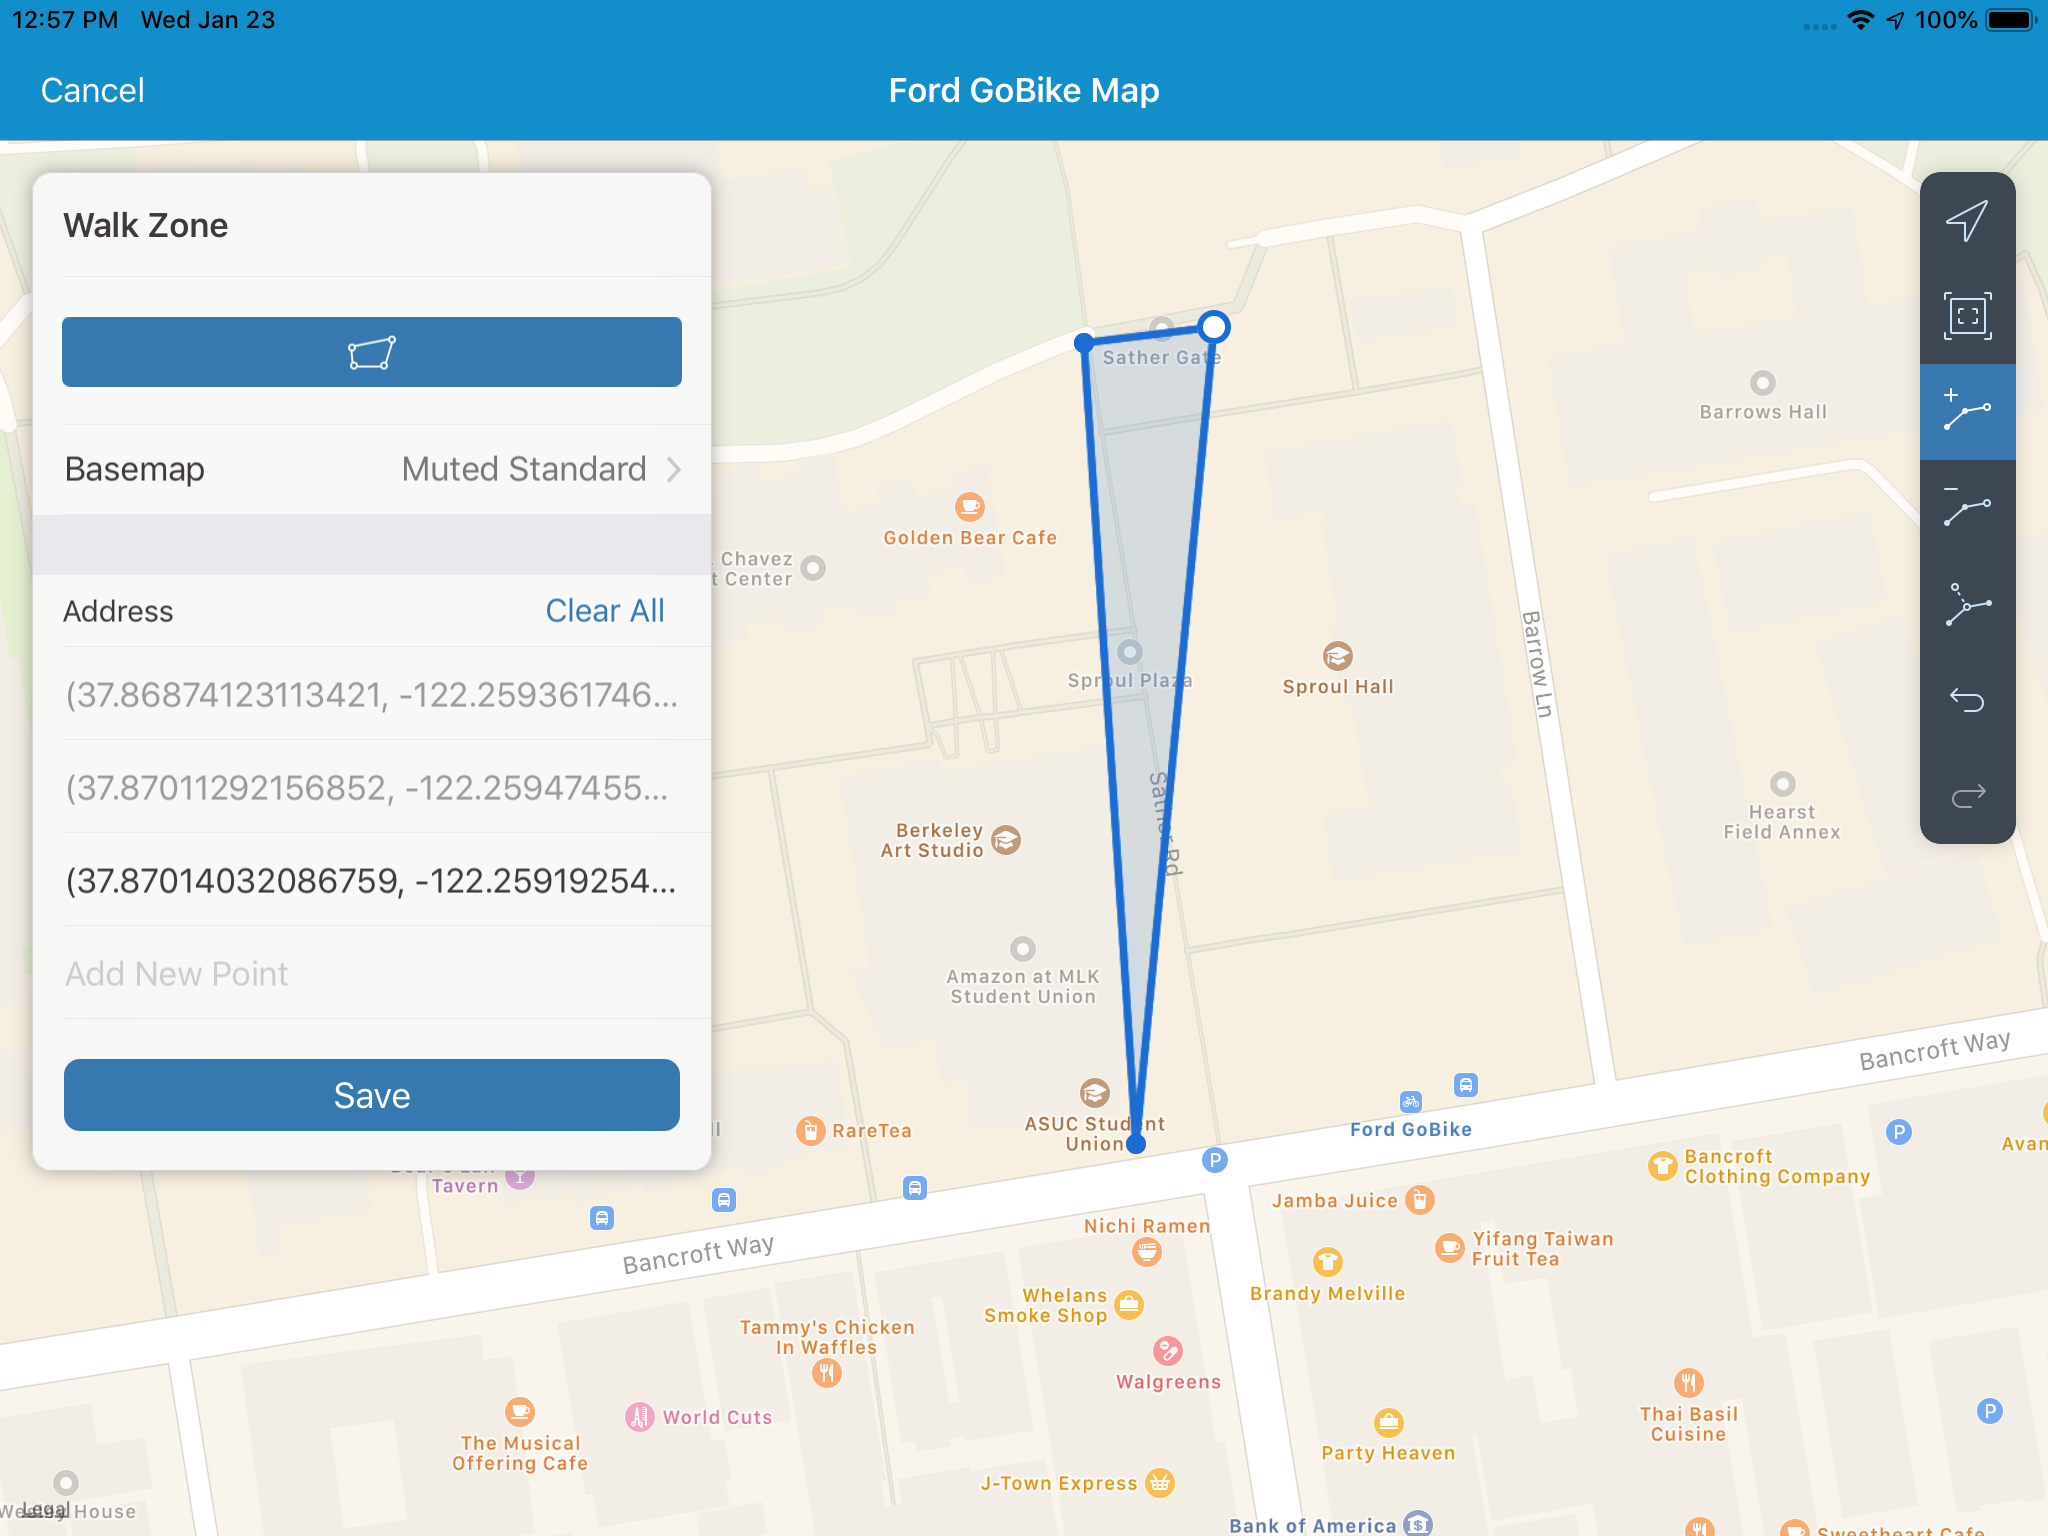 12:57 PM Wed Jan 23
100%
Cancel
Ford GoBike Map
Walk Zone
Basemap
Muted Standard
Address
Clear All
(37.86874123113421, -122.259361746...
(37.87011292156852, -122.25947455...
(37.87014032086759, -122.25919254...
Add New Point
Save
Sather Gate
Barrows Hall
Golden Bear Cafe
Chavez
Center
Sproul Plaza
Sproul Hall
Barrow Ln
Sather Rd
Hearst
Field Annex
Berkeley
Art Studio
Amazon at MLK
Student Union
Bancroft Way
ASUC Student
Union
RareTea
Ford GoBike
P
P
Bancroft
Clothing Company
Avan
Tavern
Jamba Juice
Nichi Ramen
Yifang Taiwan
Fruit Tea
Bancroft Way
Brandy Melville
Whelans
Smoke Shop
Tammy's Chicken
In Waffles
Walgreens
World Cuts
The Musical
Offering Cafe
Party Heaven
Thai Basil
Cuisine
P
J-Town Express
Legal
House
Bank of America
Sweetheart Cafe